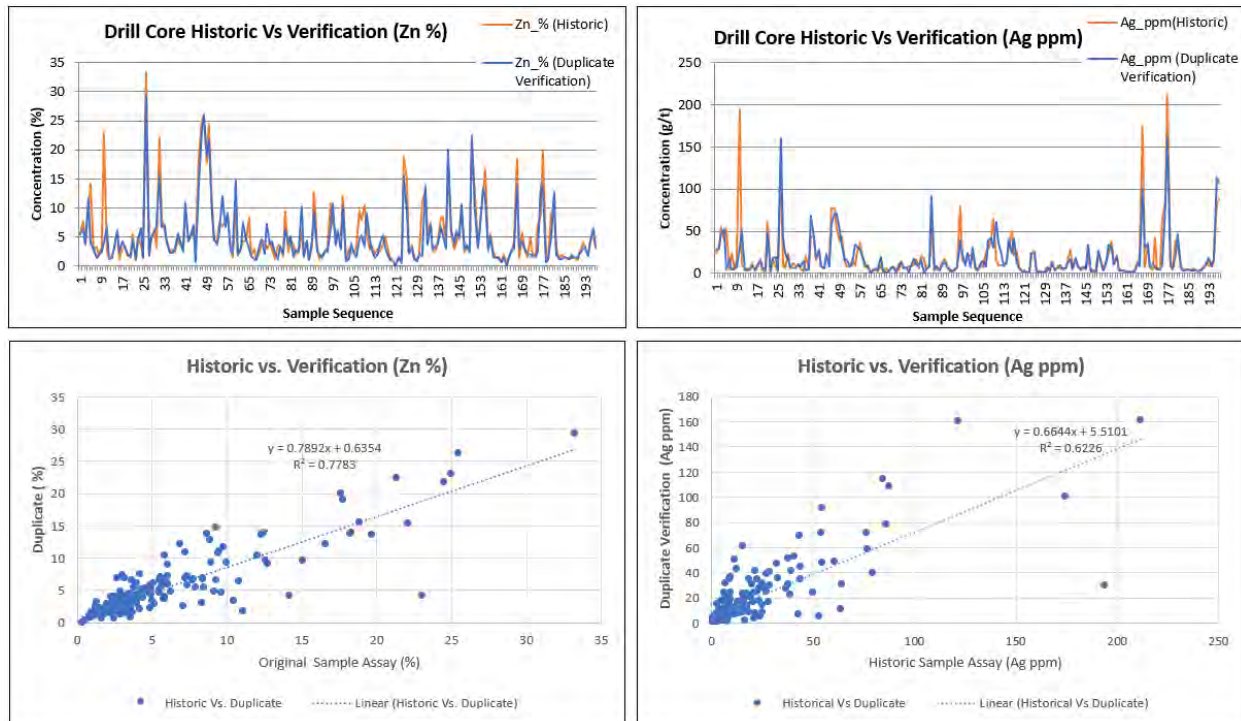 Drill Core Historic Vs Verification (Zn %)
Zn_% (Historic)
Zn_% (Duplicate
Verification)
Concentration (%)
35
30
25
20
15
10
5
0
1 9 17 25 33 41 49 57 65 73 81 89 97 105 113 121 129 137 145 153 161 169 177 185 193
Sample Sequence
Drill Core Historic Vs Verification (Ag ppm)
Ag_ppm(Historic)
Ag_ppm (Duplicate
Verification)
Concentration (g/t)
250
200
150
100
50
0
1 9 17 25 33 41 49 57 65 73 81 89 97 105 113 121 129 137 145 153 161 169 177 185 193
Sample Sequence
Historic vs. Verification (Zn %)
Duplicate ( %)
35
30
25
20
15
10
5
0
y = 0.7892x + 0.6354
R² = 0.7783
0 5 10 15 20 25 30 35
Original Sample Assay (%)
Historic Vs. Duplicate
Linear (Historic Vs. Duplicate)
Historic vs. Verification (Ag ppm)
Duplicate Verification (Ag ppm)
180
160
140
120
100
80
60
40
20
0
y = 0.6644x + 5.5101
R² = 0.6226
0 50 100 150 200 250
Historic Sample Assay (Ag ppm)
Historical Vs Duplicate
Linear (Historical Vs Duplicate)